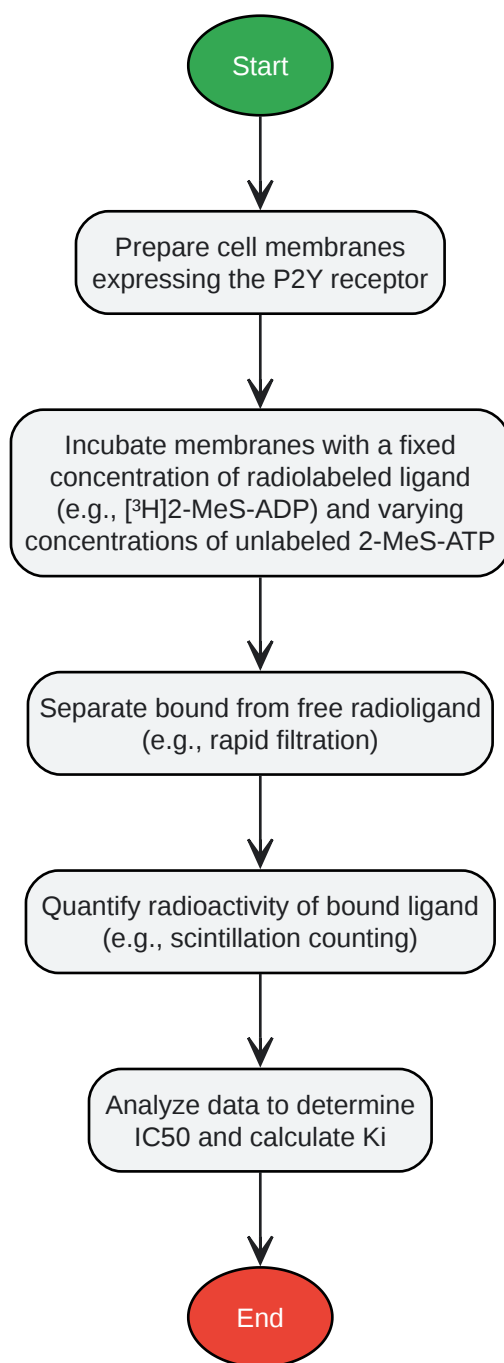 Start
Prepare cell membranes
expressing the P2Y receptor
Incubate membranes with a fixed
concentration of radiolabeled ligand
(e.g., [³H]2-MeS-ADP) and varying
concentrations of unlabeled 2-MeS-ATP
Separate bound from free radioligand
(e.g., rapid filtration)
Quantify radioactivity of bound ligand
(e.g., scintillation counting)
Analyze data to determine
IC50 and calculate Ki
End